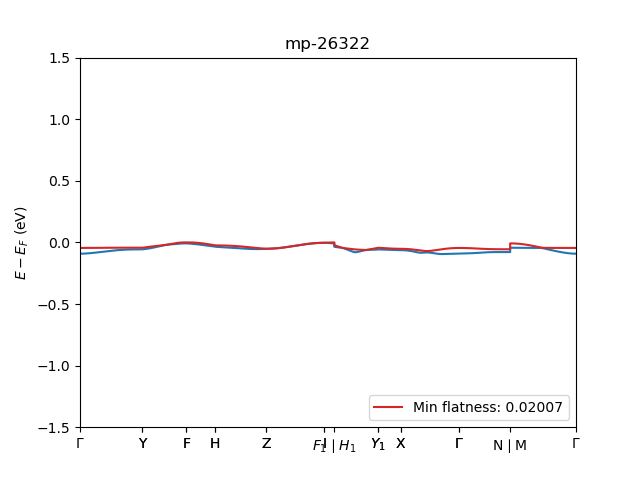 mp-26322
E − E_F (eV)
1.5
1.0
0.5
0.0
−0.5
−1.0
−1.5
Min flatness: 0.02007
Γ Y F H Z F₁ | H₁ Y₁ X Γ N | M Γ